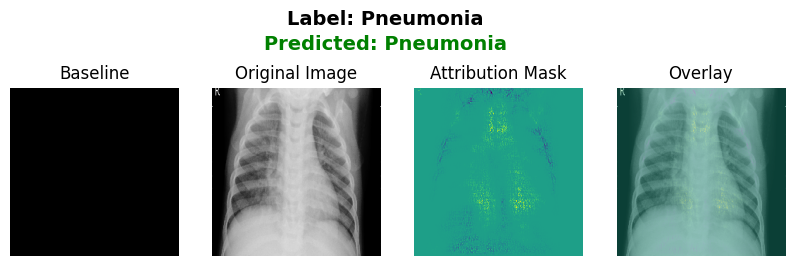 Label: Pneumonia
Predicted: Pneumonia
Baseline
Original Image
Attribution Mask
Overlay
R
R